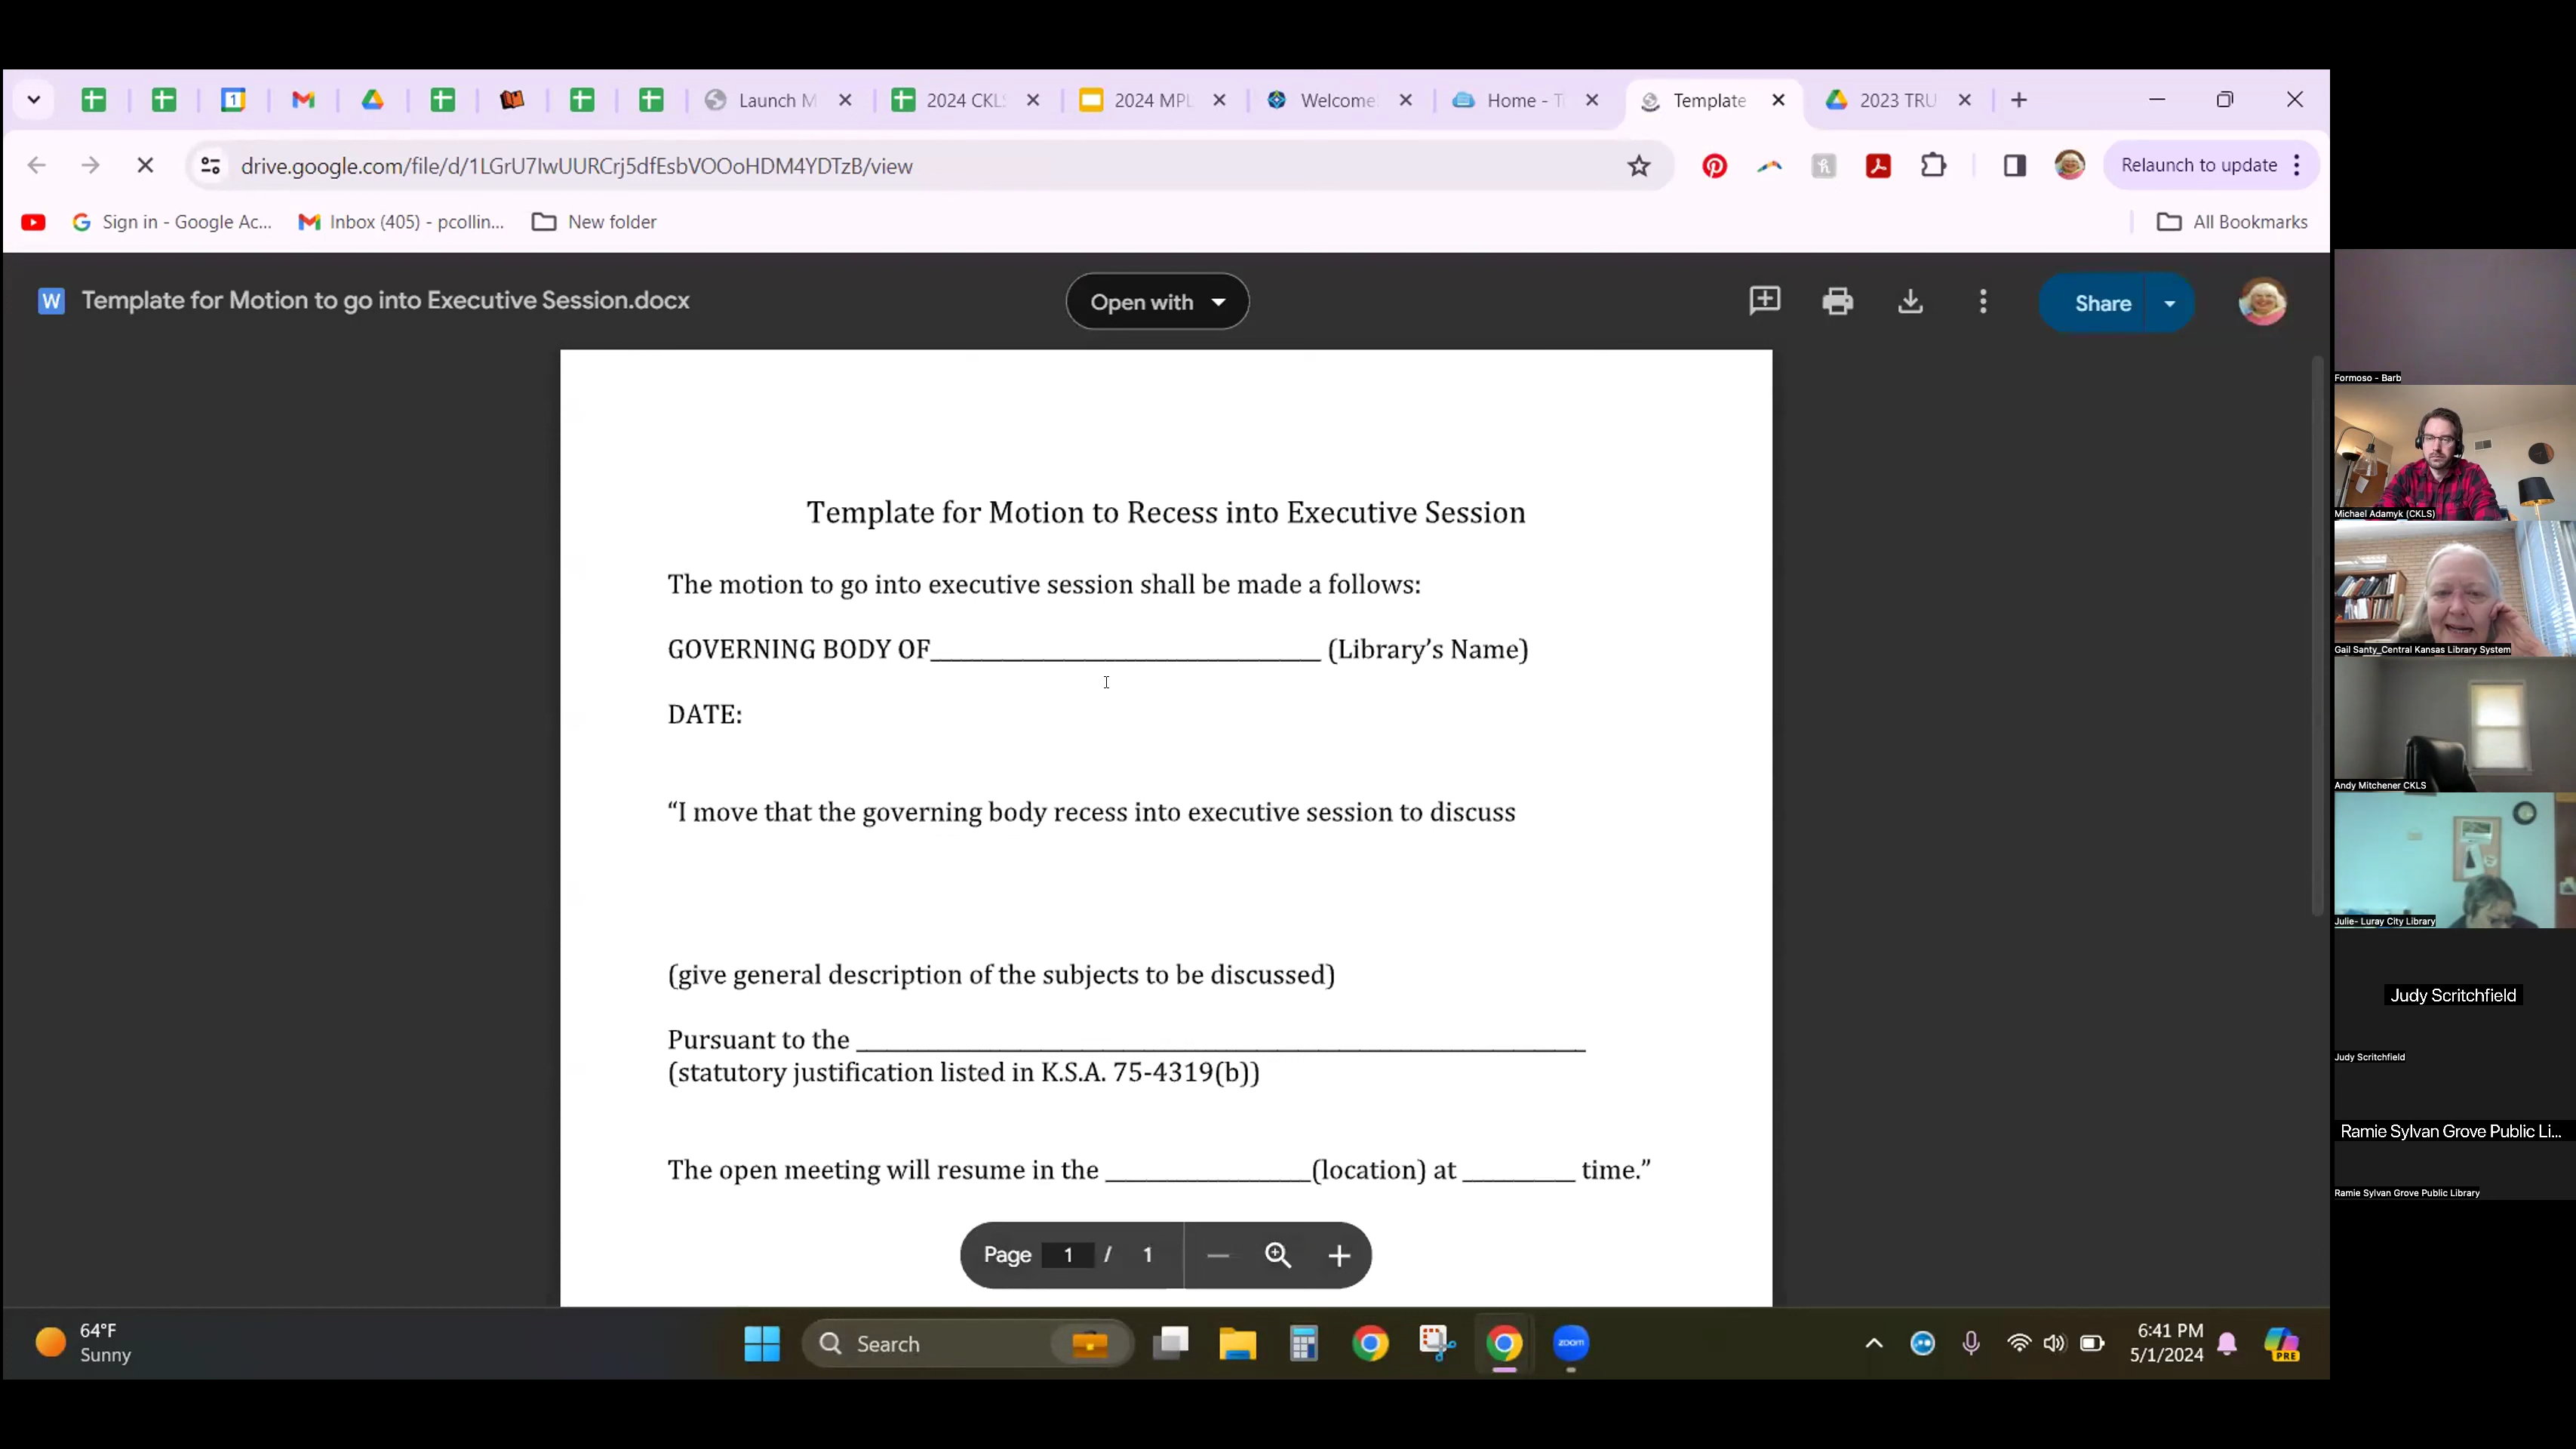 Launch M
2024 CKL
2024 MPL
Welcome
Home - T
Template
2023 TRU
drive.google.com/file/d/1LGrU7IwUURCrj5dfEsbVOOoHDM4YDTzB/view
Relaunch to update
Sign in - Google Ac...
Inbox (405) - pcollin...
New folder
All Bookmarks
W
Template for Motion to go into Executive Session.docx
Open with
Share
Template for Motion to Recess into Executive Session
The motion to go into executive session shall be made a follows:
GOVERNING BODY OF______________________________ (Library’s Name)
DATE:
“I move that the governing body recess into executive session to discuss
(give general description of the subjects to be discussed)
Pursuant to the ________________________________________________________
(statutory justification listed in K.S.A. 75-4319(b))
The open meeting will resume in the ________________(location) at _________ time.”
Page 1 / 1
Formoso - Barb
Michael Adamyk (CKLS)
Gail Santy_Central Kansas Library System
Andy Mitchener CKLS
Julie- Luray City Library
Judy Scritchfield
Judy Scritchfield
Ramie Sylvan Grove Public Li...
Ramie Sylvan Grove Public Library
64°F
Sunny
Search
zoom
6:41 PM
5/1/2024
PRE